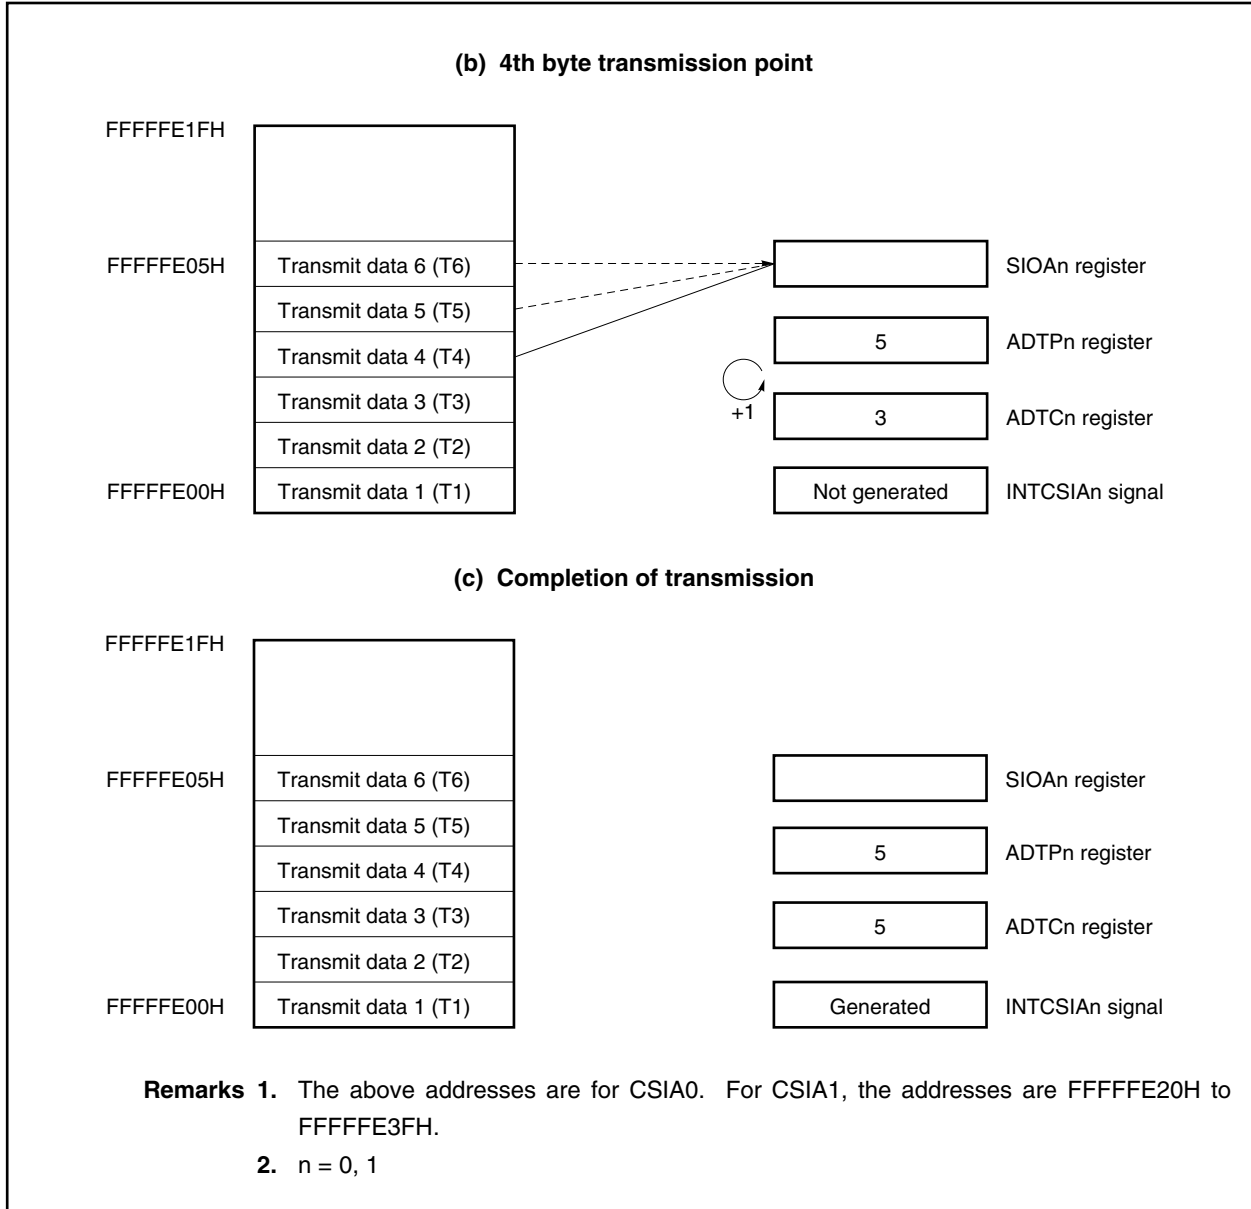 (b) 4th byte transmission point
FFFFFE1FH
FFFFFE05H
Transmit data 6 (T6)
SIOAn register
Transmit data 5 (T5)
5
ADTPn register
Transmit data 4 (T4)
Transmit data 3 (T3)
+1
3
ADTCn register
Transmit data 2 (T2)
FFFFFE00H
Transmit data 1 (T1)
Not generated
INTCSIAn signal
(c) Completion of transmission
FFFFFE1FH
FFFFFE05H
Transmit data 6 (T6)
SIOAn register
Transmit data 5 (T5)
5
ADTPn register
Transmit data 4 (T4)
Transmit data 3 (T3)
5
ADTCn register
Transmit data 2 (T2)
FFFFFE00H
Transmit data 1 (T1)
Generated
INTCSIAn signal
Remarks 1. The above addresses are for CSIA0. For CSIA1, the addresses are FFFFFE20H to
FFFFFE3FH.
2. n = 0, 1